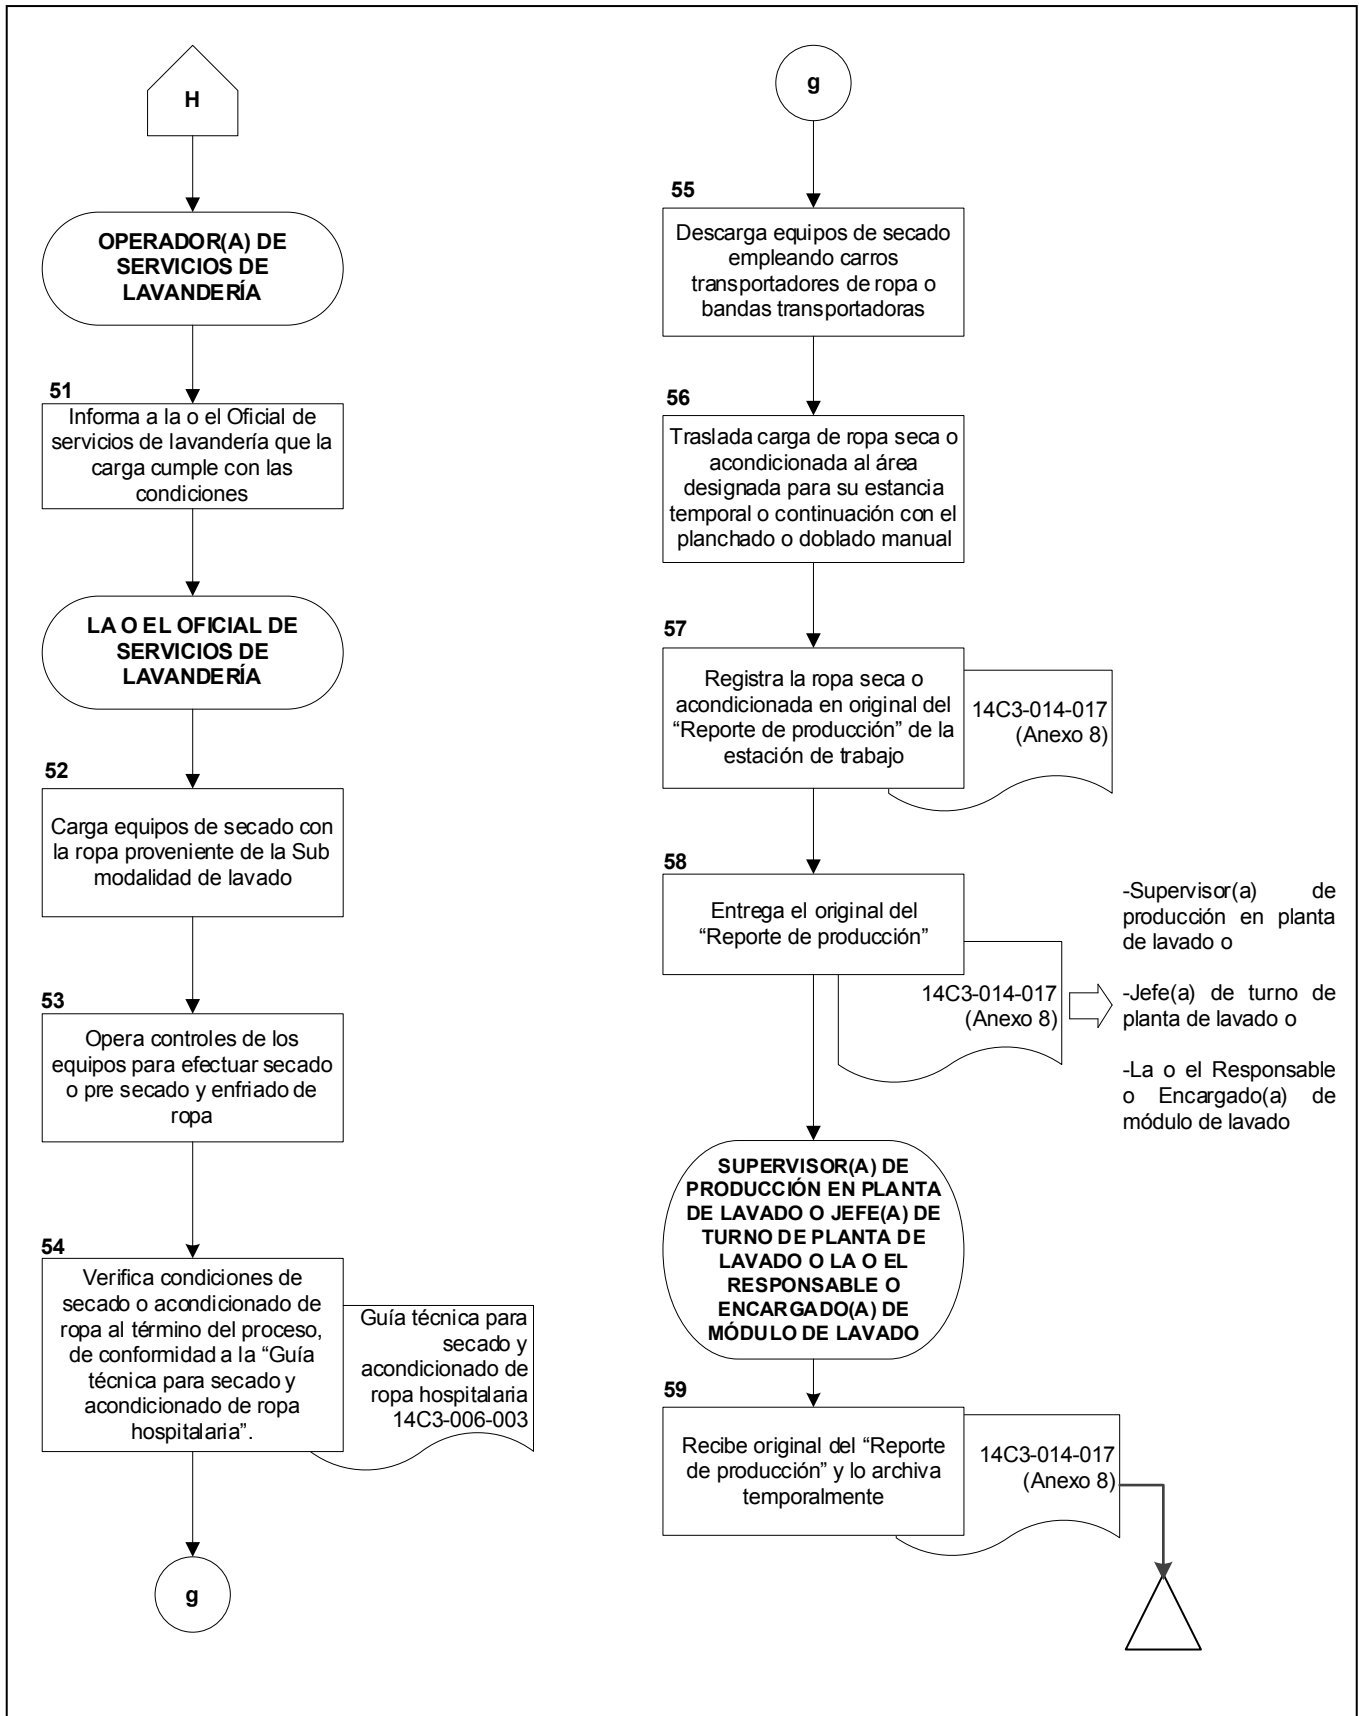 H
OPERADOR(A) DE
SERVICIOS DE
LAVANDERÍA
51
Informa a la o el Oficial de
servicios de lavandería que la
carga cumple con las
condiciones
LA O EL OFICIAL DE
SERVICIOS DE
LAVANDERÍA
52
Carga equipos de secado con
la ropa proveniente de la Sub
modalidad de lavado
53
Opera controles de los
equipos para efectuar secado
o pre secado y enfriado de
ropa
54
Verifica condiciones de
secado o acondicionado de
ropa al término del proceso,
de conformidad a la “Guía
técnica para secado y
acondicionado de ropa
hospitalaria”.
Guía técnica para
secado y
acondicionado de
ropa hospitalaria
14C3-006-003
g
g
55
Descarga equipos de secado
empleando carros
transportadores de ropa o
bandas transportadoras
56
Traslada carga de ropa seca o
acondicionada al área
designada para su estancia
temporal o continuación con el
planchado o doblado manual
57
Registra la ropa seca o
acondicionada en original del
“Reporte de producción” de la
estación de trabajo
14C3-014-017
(Anexo 8)
58
Entrega el original del
“Reporte de producción”
14C3-014-017
(Anexo 8)
-Supervisor(a) de
producción en planta
de lavado o
-Jefe(a) de turno de
planta de lavado o
-La o el Responsable
o Encargado(a) de
módulo de lavado
SUPERVISOR(A) DE
PRODUCCIÓN EN PLANTA
DE LAVADO O JEFE(A) DE
TURNO DE PLANTA DE
LAVADO O LA O EL
RESPONSABLE O
ENCARGADO(A) DE
MÓDULO DE LAVADO
59
Recibe original del “Reporte
de producción” y lo archiva
temporalmente
14C3-014-017
(Anexo 8)